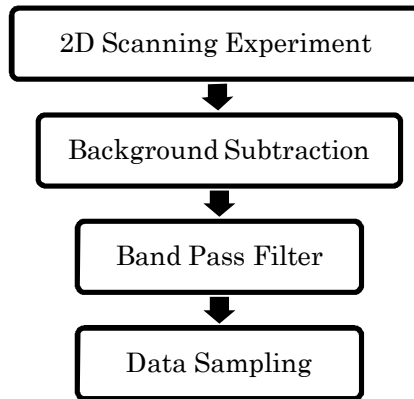 2D Scanning Experiment
Background Subtraction
Band Pass Filter
Data Sampling